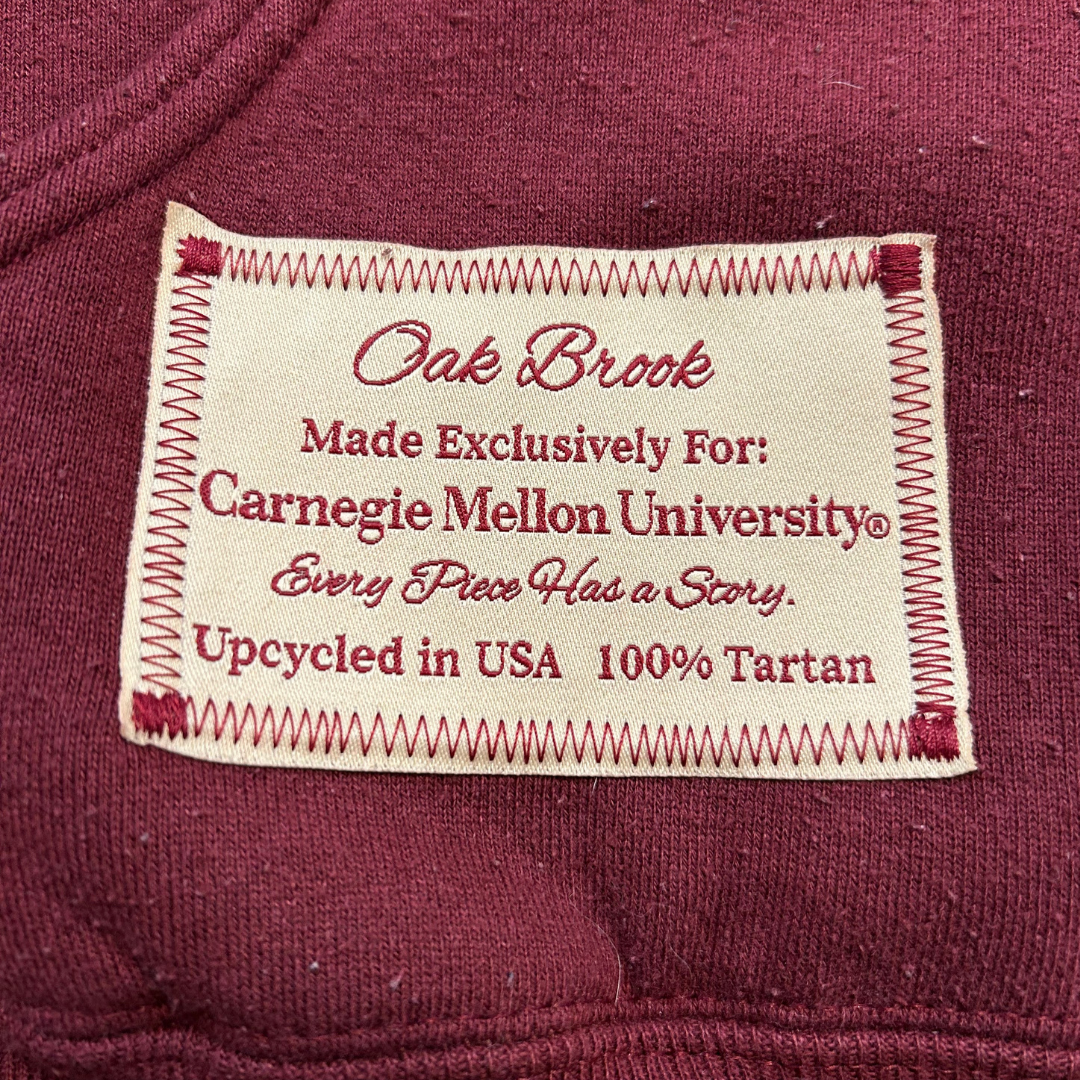 Oak Brook
Made Exclusively For:
Carnegie Mellon University®
Every Piece Has a Story.
Upcycled in USA 100% Tartan